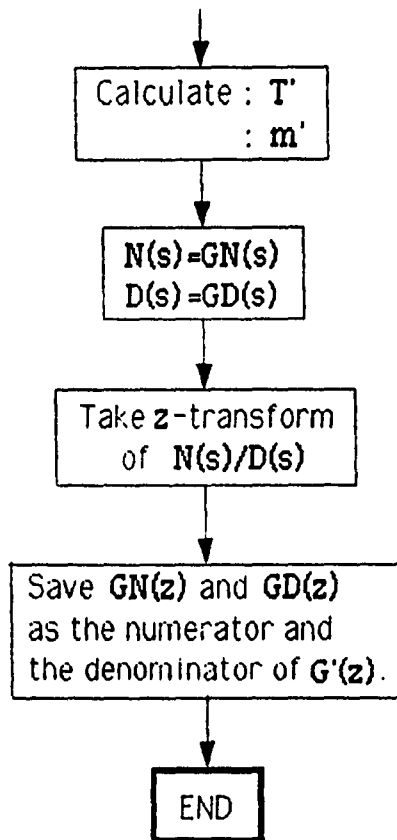 Calculate : T'
: m'
N(s)=GN(s)
D(s)=GD(s)
Take z-transform
of N(s)/D(s)
Save GN(z) and GD(z)
as the numerator and
the denominator of G'(z).
END